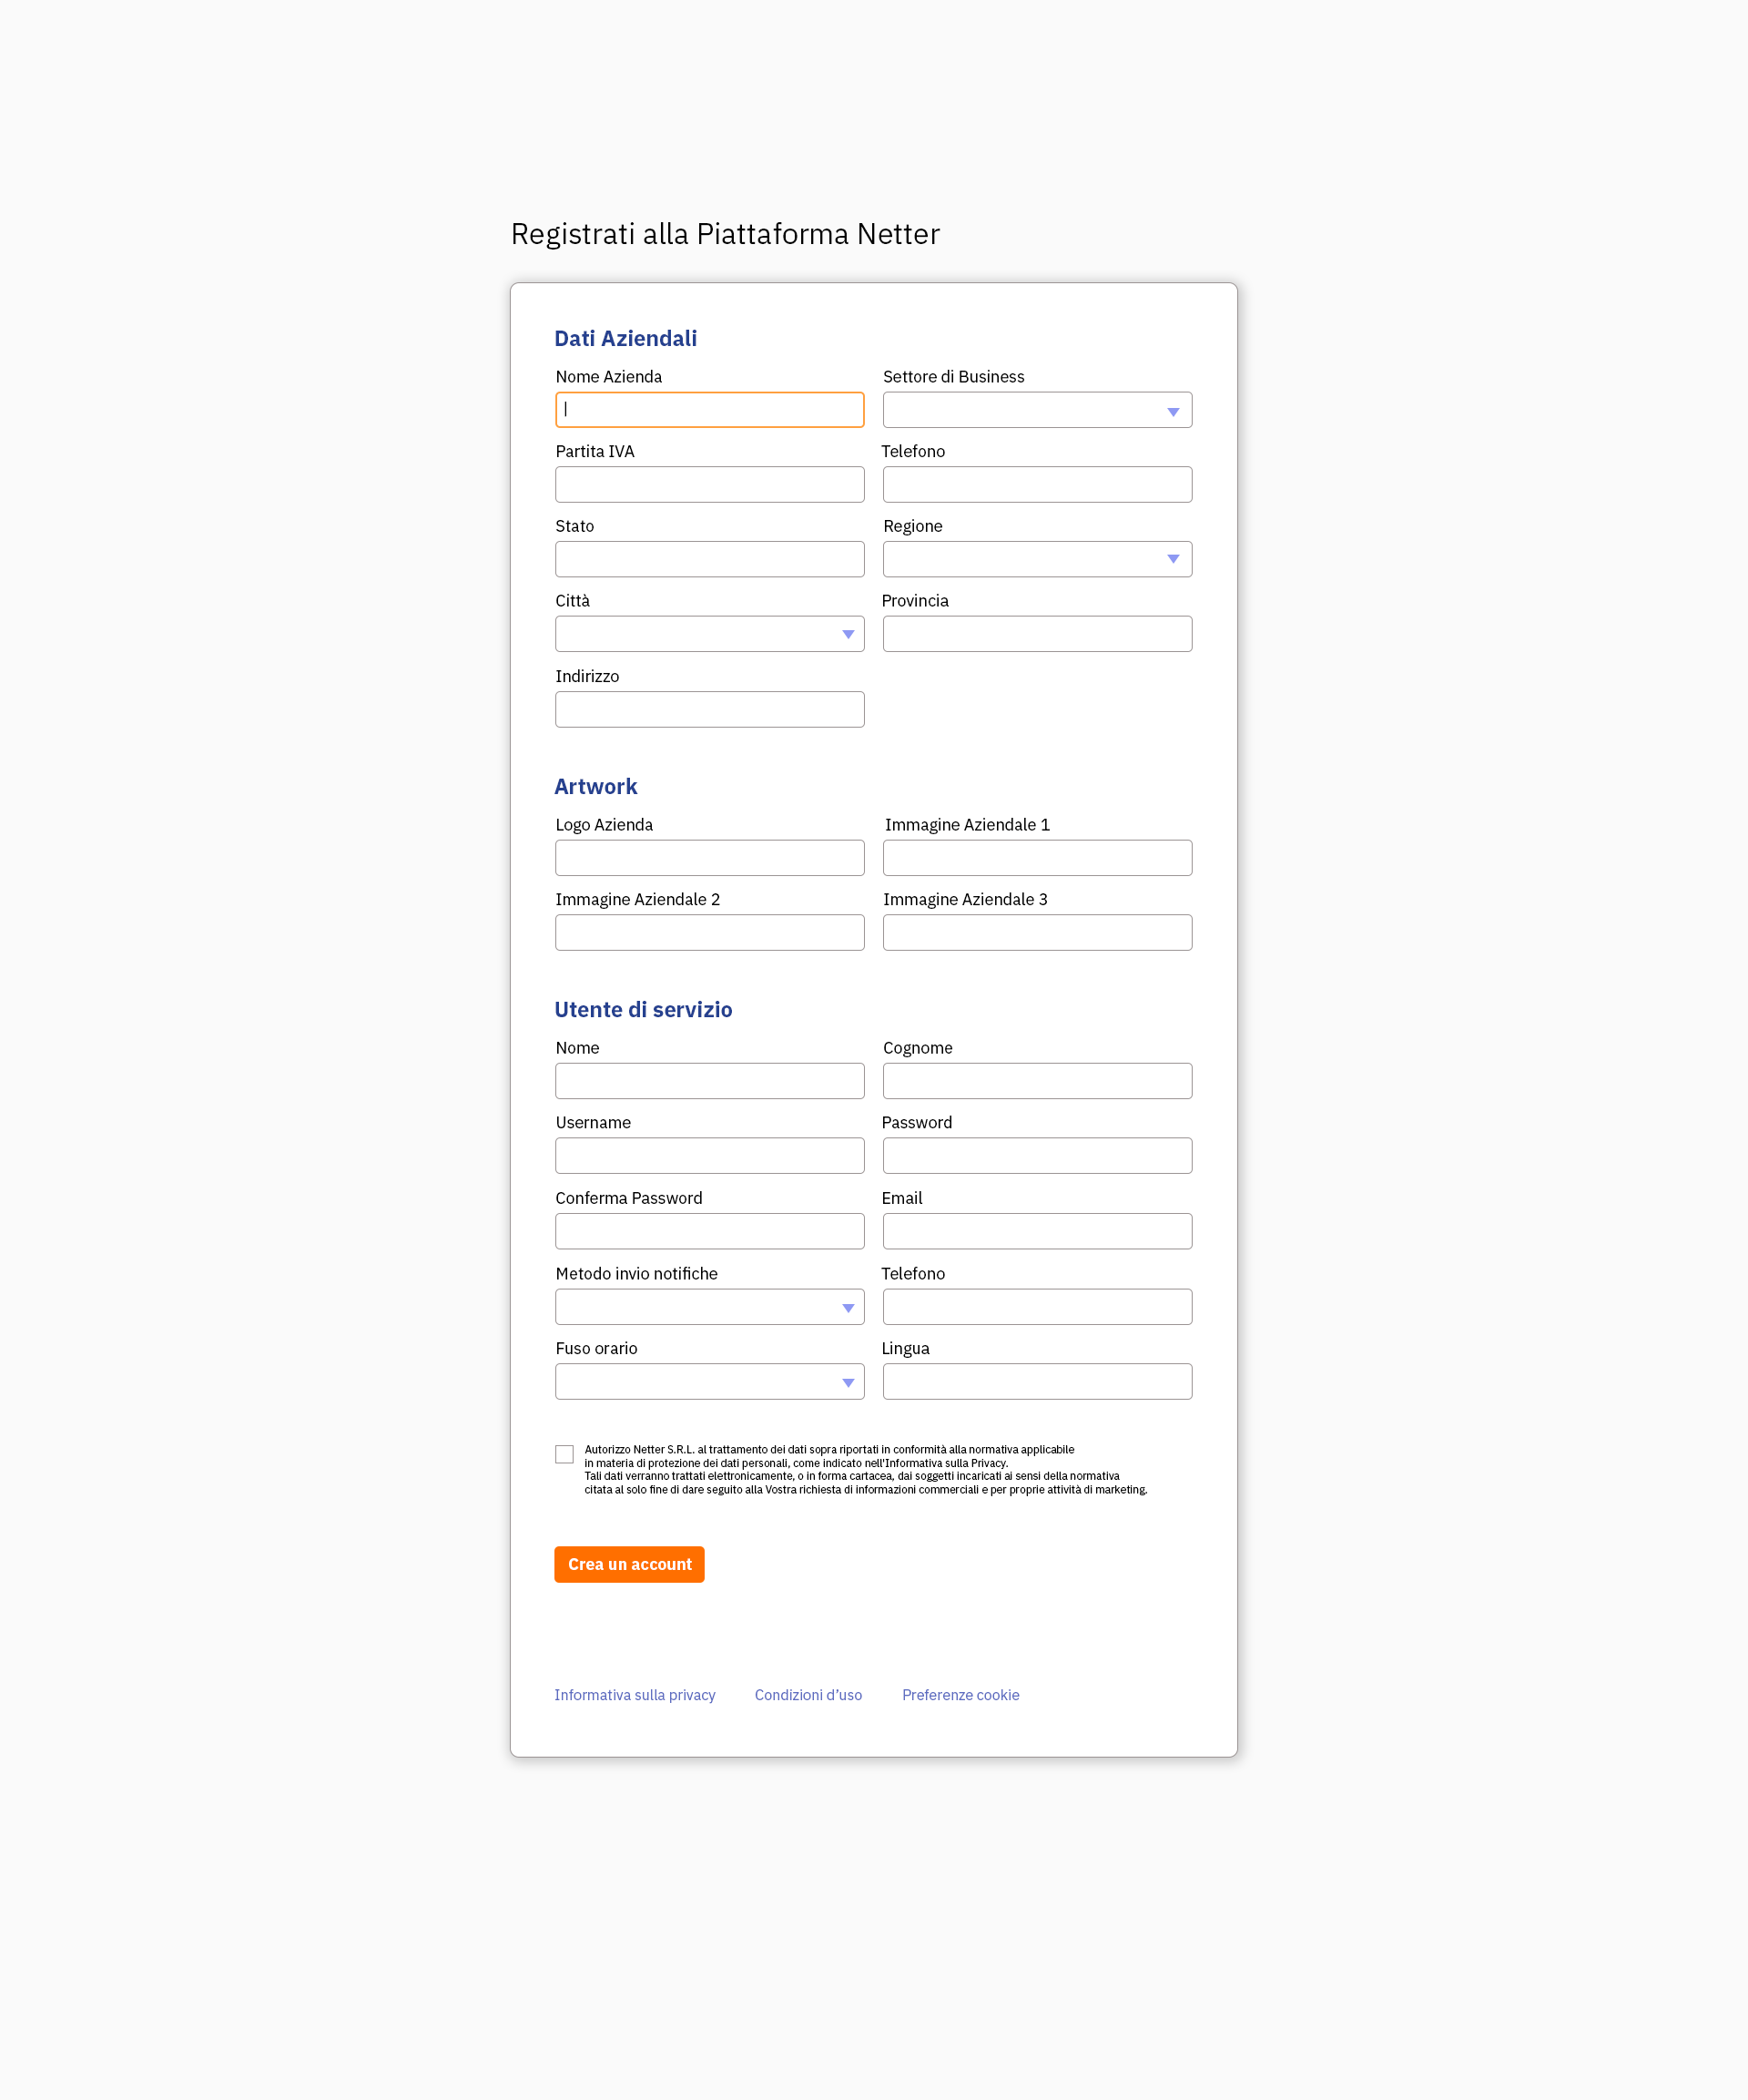 Registrati alla Piattaforma Netter
Dati Aziendali
Nome Azienda
Settore di Business
Partita IVA
Telefono
Stato
Regione
Città
Provincia
Indirizzo
Artwork
Logo Azienda
Immagine Aziendale 1
Immagine Aziendale 2
Immagine Aziendale 3
Utente di servizio
Nome
Cognome
Username
Password
Conferma Password
Email
Metodo invio notifiche
Telefono
Fuso orario
Lingua
Autorizzo Netter S.R.L. al trattamento dei dati sopra riportati in conformità alla normativa applicabile
in materia di protezione dei dati personali, come indicato nell'Informativa sulla Privacy.
Tali dati verranno trattati elettronicamente, o in forma cartacea, dai soggetti incaricati ai sensi della normativa
citata al solo fine di dare seguito alla Vostra richiesta di informazioni commerciali e per proprie attività di marketing.
Crea un account
Informativa sulla privacy
Condizioni d’uso
Preferenze cookie